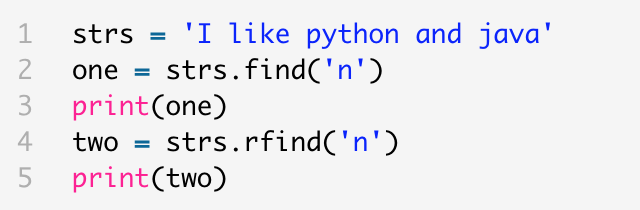 1 strs = 'I like python and java'
2 one = strs.find('n')
3 print(one)
4 two = strs.rfind('n')
5 print(two)